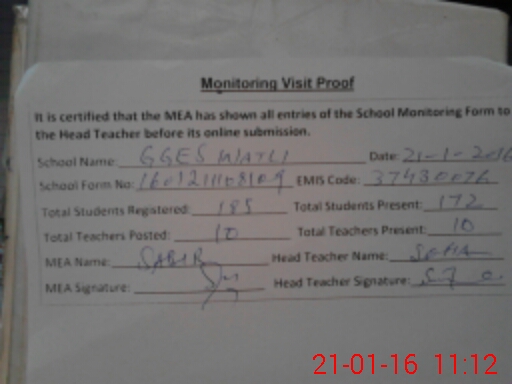 Monitoring Visit Proof
It is certified that the MEA has shown all entries of the School Monitoring Form to
the Head Teacher before its online submission.
School Name: GGES WATLI Date: 21-1-2016
School Form No: EMIS Code: 37430076
Total Students Registered: 185 Total Students Present: 172
Total Teachers Posted: 10 Total Teachers Present: 10
MEA Name: SABIR Head Teacher Name:
MEA Signature: Head Teacher Signature:
21-01-16 11:12